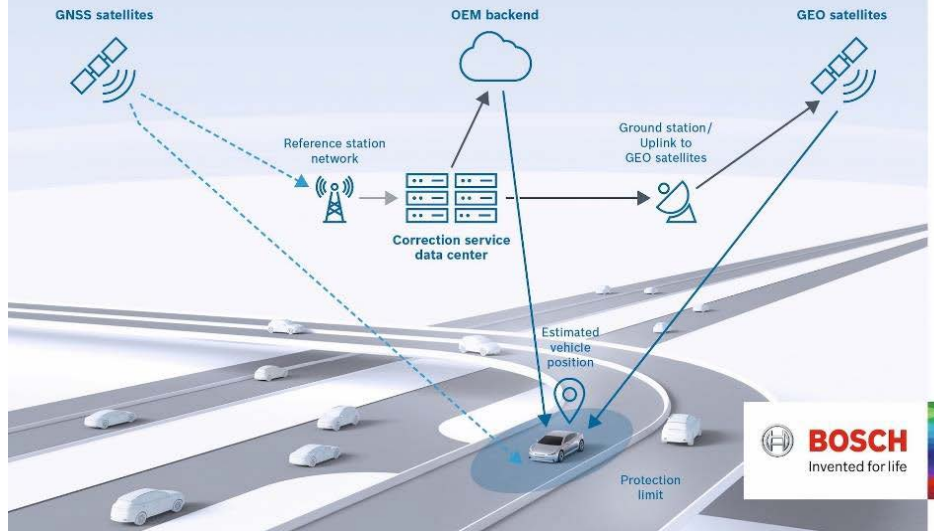 GNSS satellites
OEM backend
GEO satellites
Reference station
network
Ground station/
Uplink to
GEO satellites
Correction service
data center
Estimated
vehicle
position
Protection
limit
BOSCH
Invented for life